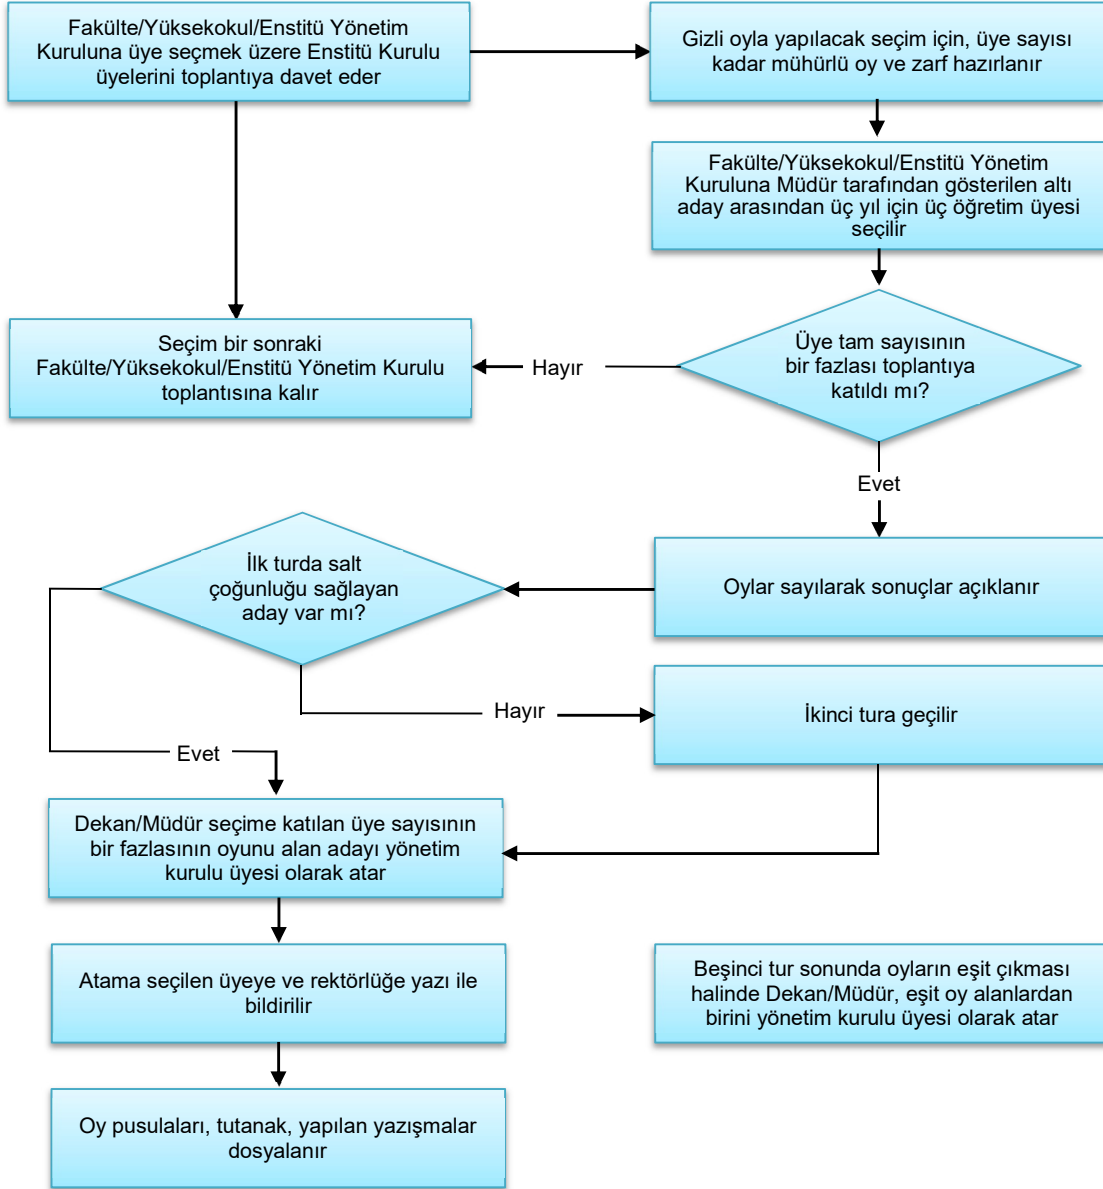 Fakülte/Yüksekokul/Enstitü Yönetim
Kuruluna üye seçmek üzere Enstitü Kurulu
üyelerini toplantıya davet eder
Gizli oyla yapılacak seçim için, üye sayısı
kadar mühürlü oy ve zarf hazırlanır
Fakülte/Yüksekokul/Enstitü Yönetim
Kuruluna Müdür tarafından gösterilen altı
aday arasından üç yıl için üç öğretim üyesi
seçilir
Seçim bir sonraki
Fakülte/Yüksekokul/Enstitü Yönetim Kurulu
toplantısına kalır
Hayır
Üye tam sayısının
bir fazlası toplantıya
katıldı mı?
Evet
İlk turda salt
çoğunluğu sağlayan
aday var mı?
Oylar sayılarak sonuçlar açıklanır
Hayır
İkinci tura geçilir
Evet
Dekan/Müdür seçime katılan üye sayısının
bir fazlasının oyunu alan adayı yönetim
kurulu üyesi olarak atar
Atama seçilen üyeye ve rektörlüğe yazı ile
bildirilir
Beşinci tur sonunda oyların eşit çıkması
halinde Dekan/Müdür, eşit oy alanlardan
birini yönetim kurulu üyesi olarak atar
Oy pusulaları, tutanak, yapılan yazışmalar
dosyalanır